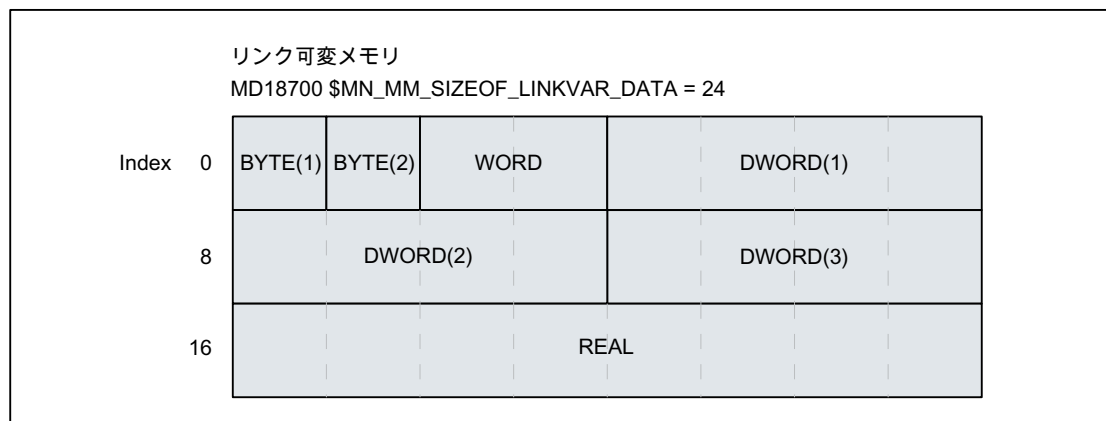 リンク可変メモリ
MD18700 $MN_MM_SIZEOF_LINKVAR_DATA = 24
Index 0 BYTE(1) BYTE(2) WORD DWORD(1)
8 DWORD(2) DWORD(3)
16 REAL